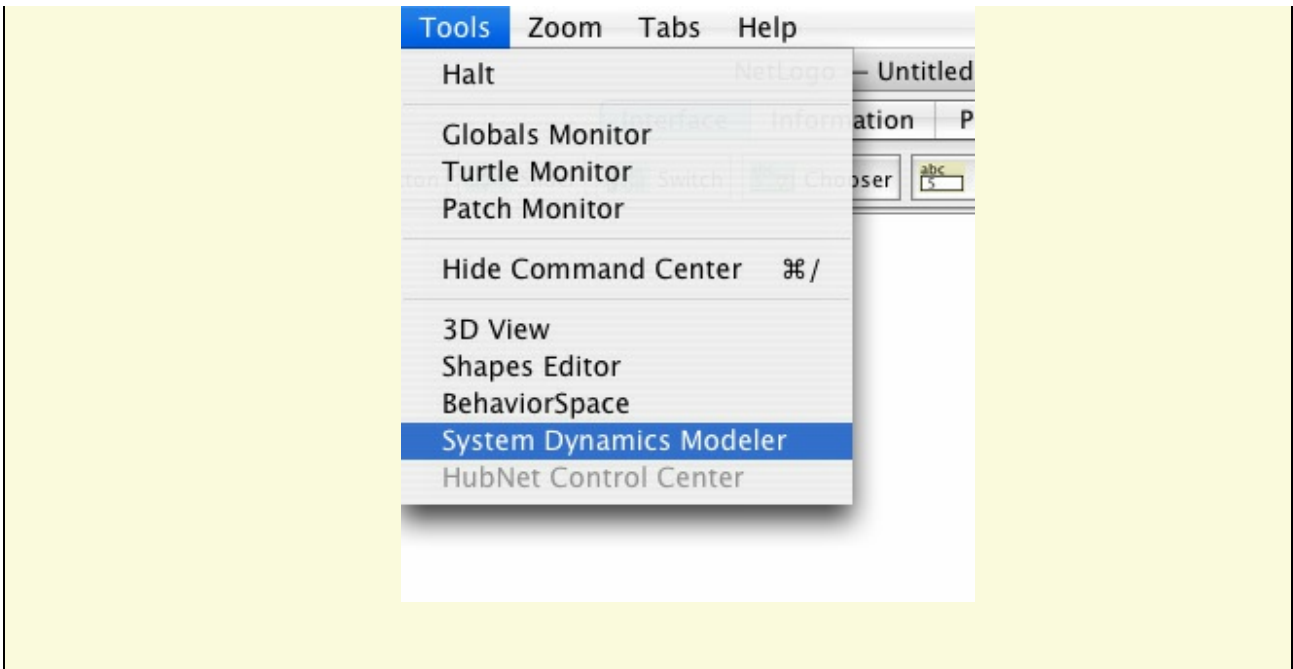 Tools Zoom Tabs Help
Halt
NetLogo — Untitled
Interface Information P
Globals Monitor
Turtle Monitor
Switch Chooser abc 5
Patch Monitor
Hide Command Center ⌘/
3D View
Shapes Editor
BehaviorSpace
System Dynamics Modeler
HubNet Control Center